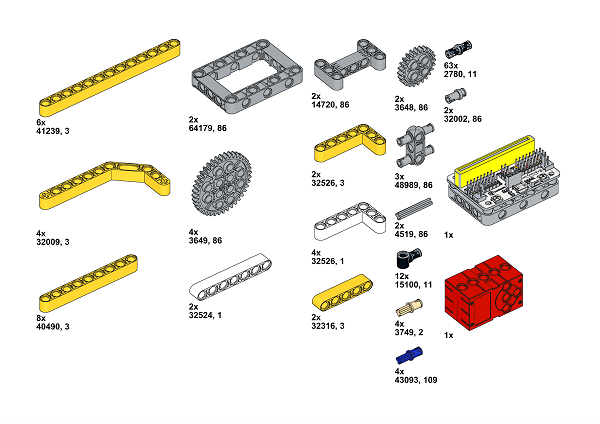 6x
41239, 3
4x
32009, 3
8x
40490, 3
2x
64179, 86
4x
3649, 86
2x
32524, 1
2x
14720, 86
2x
32526, 3
4x
32526, 1
2x
32316, 3
2x
3648, 86
3x
48989, 86
2x
4519, 86
12x
15100, 11
4x
3749, 2
4x
43093, 109
63x
2780, 11
2x
32002, 86
1x
1x